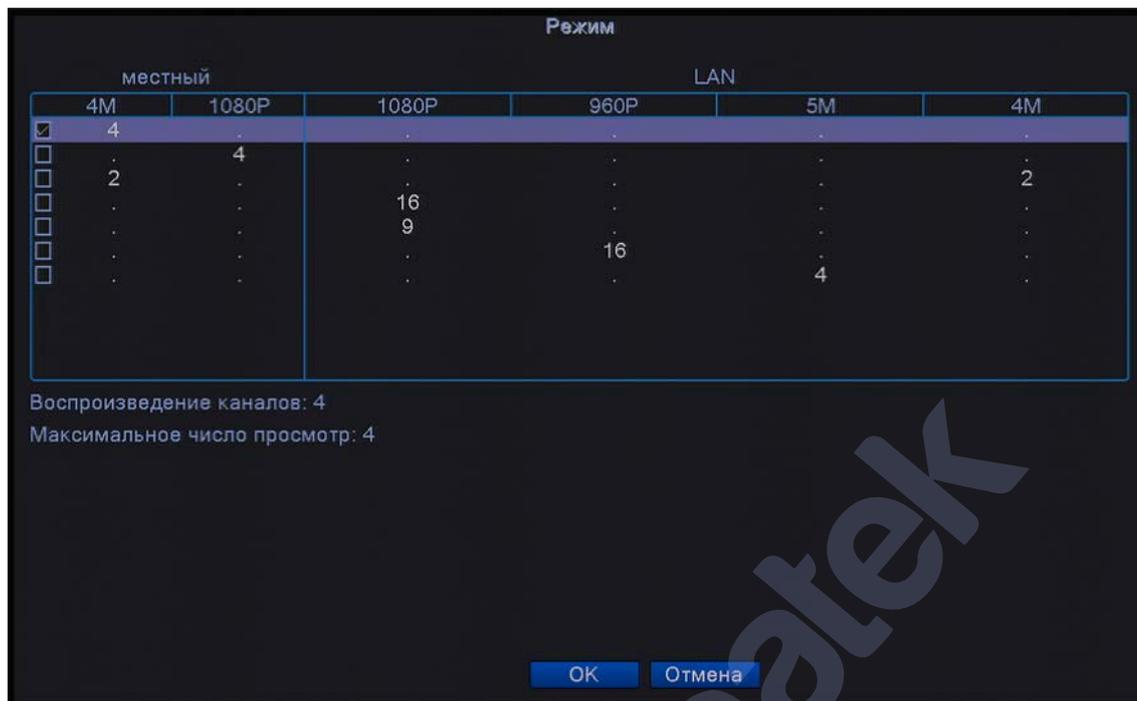 Режим
местный LAN
4M 1080P 1080P 960P 5M 4M
4 . . . . .
. 4 . . . .
2 . . . . 2
. . 16 . . .
. . 9 . . .
. . . 16 . .
. . . . 4 .
Воспроизведение каналов: 4
Максимальное число просмотр: 4
OK Отмена
atek